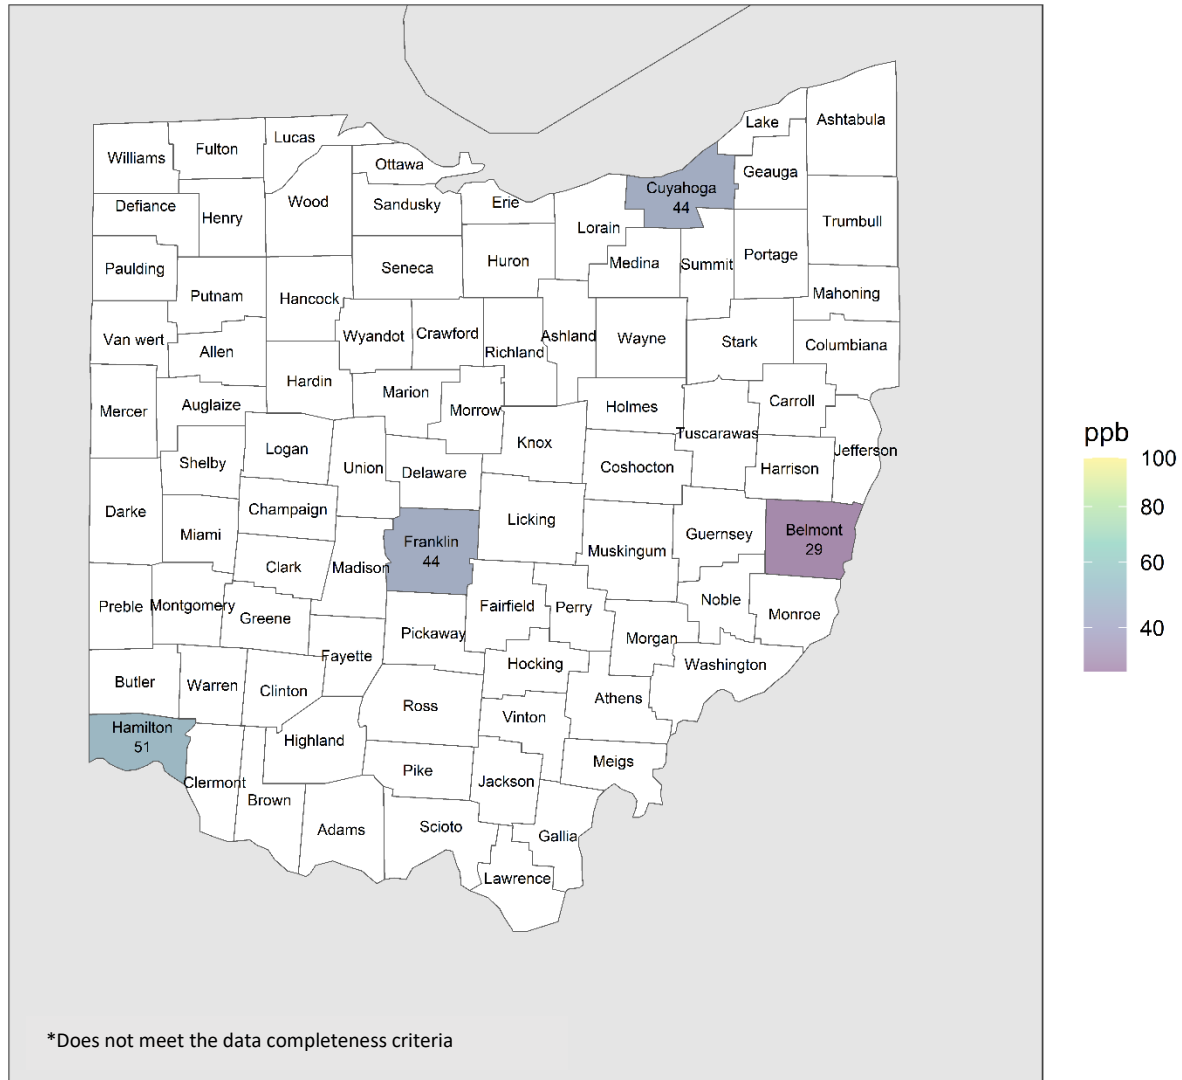 Lake
Ashtabula
Lucas
Fulton
Williams
Ottawa
Geauga
Cuyahoga
44
Wood
Sandusky
Erie
Defiance
Henry
Trumbull
Lorain
Portage
Medina
Summit
Huron
Seneca
Paulding
Mahoning
Putnam
Hancock
Wyandot
Crawford
Ashland
Wayne
Stark
Columbiana
Van wert
Allen
Richland
Hardin
Marion
Carroll
Mercer
Auglaize
Morrow
Holmes
Tuscarawas
Knox
Jefferson
Logan
Shelby
Union
Delaware
Coshocton
Harrison
Darke
Champaign
Licking
Miami
Franklin
44
Guernsey
Belmont
29
Muskingum
Clark
Madison
Preble
Montgomery
Greene
Fairfield
Perry
Noble
Monroe
Pickaway
Morgan
Fayette
Hocking
Washington
Butler
Warren
Clinton
Athens
Ross
Vinton
Hamilton
51
Highland
Pike
Meigs
Clermont
Jackson
Brown
Adams
Scioto
Gallia
Lawrence
*Does not meet the data completeness criteria
ppb
100
80
60
40